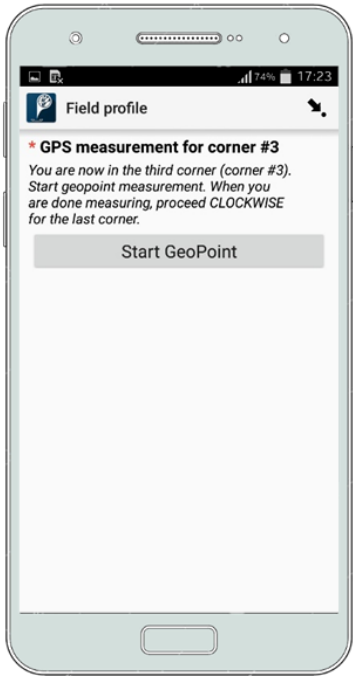 74% 17:23
Field profile
* GPS measurement for corner #3
You are now in the third corner (corner #3).
Start geopoint measurement. When you
are done measuring, proceed CLOCKWISE
for the last corner.
Start GeoPoint